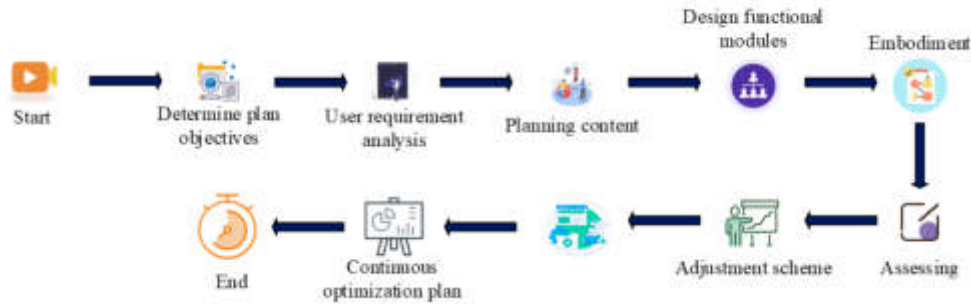 Start
Determine plan
objectives
User requirement
analysis
Planning content
Design functional
modules
Embodiment
Assessing
Adjustment scheme
Continuous
optimization plan
End